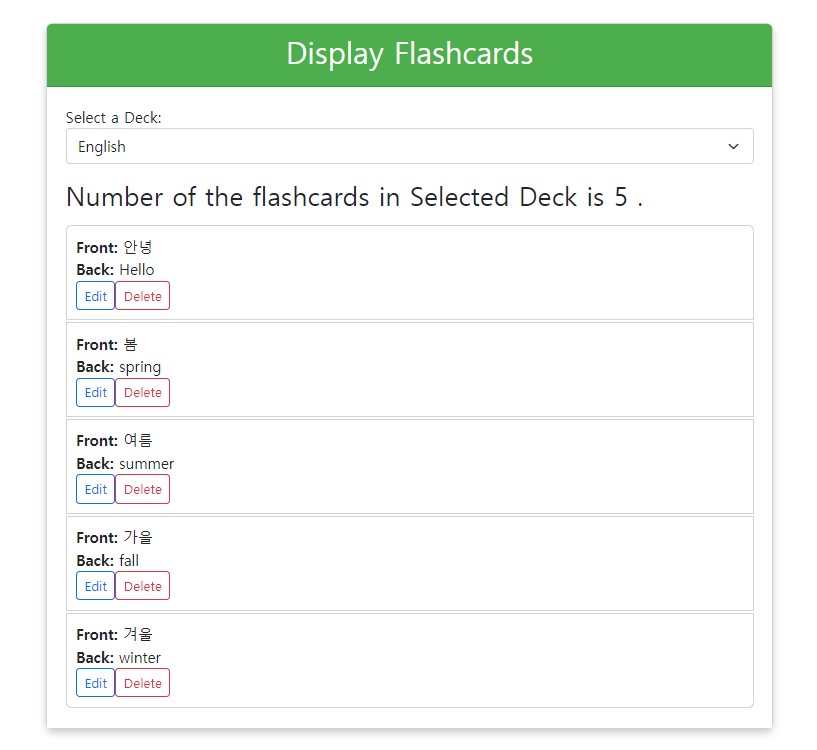 Display Flashcards
Select a Deck:
English
Number of the flashcards in Selected Deck is 5 .
Front: 안녕
Back: Hello
Edit Delete
Front: 봄
Back: spring
Edit Delete
Front: 여름
Back: summer
Edit Delete
Front: 가을
Back: fall
Edit Delete
Front: 겨울
Back: winter
Edit Delete